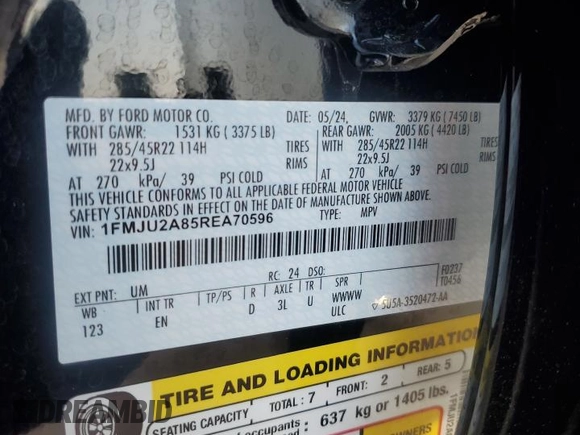 MFD. BY FORD MOTOR CO.
DATE: 05/24, GVWR: 3379 KG ( 7450 LB)
FRONT GAWR: 1531 KG ( 3375 LB)
REAR GAWR: 2005 KG ( 4420 LB)
WITH 285/45R22 114H TIRES
WITH 285/45R22 114H TIRES
22x9.5J RIMS
22x9.5J RIMS
AT 270 kPa/ 39 PSI COLD
AT 270 kPa/ 39 PSI COLD
THIS VEHICLE CONFORMS TO ALL APPLICABLE FEDERAL MOTOR VEHICLE
SAFETY STANDARDS IN EFFECT ON THE DATE OF MANUFACTURE SHOWN ABOVE.
VIN: 1FMJU2A85REA70596 TYPE: MPV
EXT PNT: UM RC: 24 DSO: FD237
T0456
WB INT TR TP/PS R AXLE TR SPR
123 EN D 3L U WWWW
ULC 5U5A-3520472-AA
TIRE AND LOADING INFORMATION
SEATING CAPACITY TOTAL: 7 FRONT: 2 REAR: 5
637 kg or 1405 lbs.